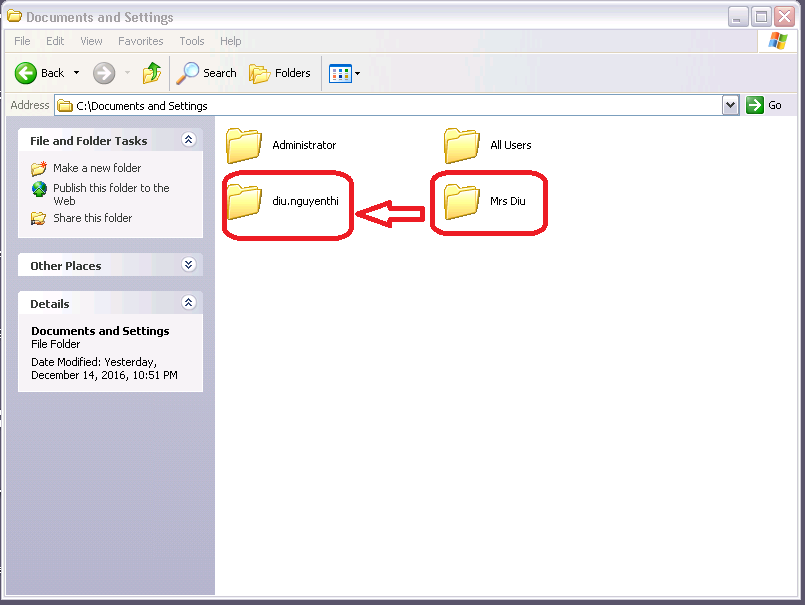 Documents and Settings
File Edit View Favorites Tools Help
Back Search Folders
Address C:\Documents and Settings Go
File and Folder Tasks
Make a new folder
Publish this folder to the
Web
Share this folder
Other Places
Details
Documents and Settings
File Folder
Date Modified: Yesterday,
December 14, 2016, 10:51 PM
Administrator All Users
diu.nguyenthi Mrs Diu